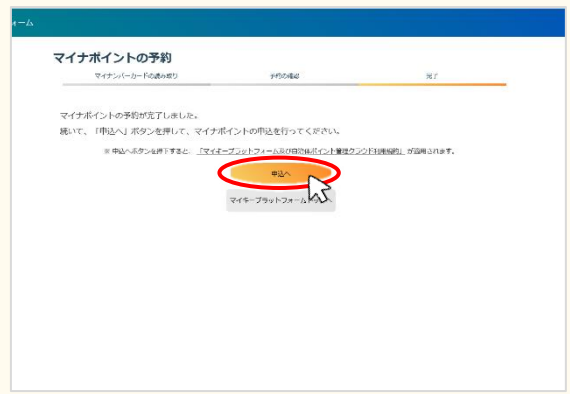 ォーム
マイナポイントの予約
マイナンバーカードの読み取り
予約の確認
完了
マイナポイントの予約が完了しました。
続いて、「申込へ」ボタンを押して、マイナポイントの申込を行ってください。
※ 申込へボタンを押下すると、「マイキープラットフォーム及び自治体ポイント管理クラウド利用規約」が適用されます。
申込へ
マイキープラットフォーム